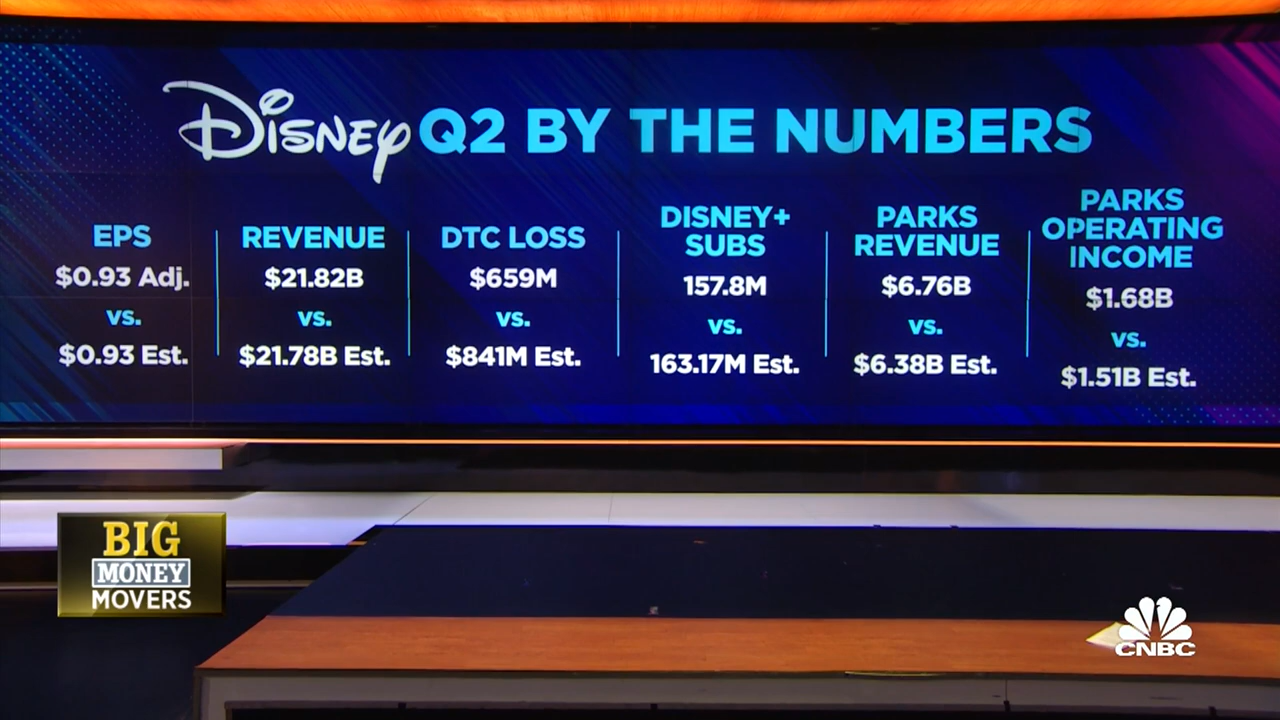 Disney Q2 BY THE NUMBERS
EPS
$0.93 Adj.
vs.
$0.93 Est.
REVENUE
$21.82B
vs.
$21.78B Est.
DTC LOSS
$659M
vs.
$841M Est.
DISNEY+
SUBS
157.8M
vs.
163.17M Est.
PARKS
REVENUE
$6.76B
vs.
$6.38B Est.
PARKS
OPERATING
INCOME
$1.68B
vs.
$1.51B Est.
BIG
MONEY
MOVERS
CNBC